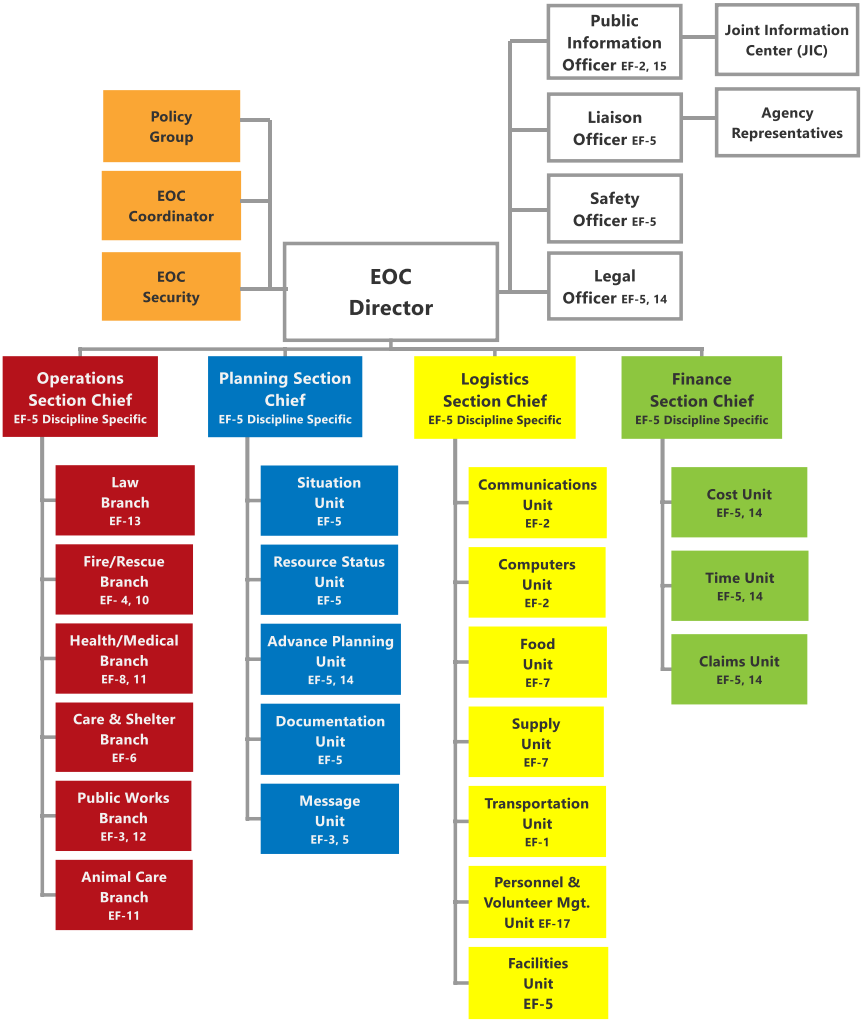 Public
Information
Officer EF-2, 15
Joint Information
Center (JIC)
Liaison
Officer EF-5
Agency
Representatives
Safety
Officer EF-5
Legal
Officer EF-5, 14
Policy
Group
EOC
Coordinator
EOC
Security
EOC
Director
Operations
Section Chief
EF-5 Discipline Specific
Law
Branch
EF-13
Fire/Rescue
Branch
EF- 4, 10
Health/Medical
Branch
EF-8, 11
Care & Shelter
Branch
EF-6
Public Works
Branch
EF-3, 12
Animal Care
Branch
EF-11
Planning Section
Chief
EF-5 Discipline Specific
Situation
Unit
EF-5
Resource Status
Unit
EF-5
Advance Planning
Unit
EF-5, 14
Documentation
Unit
EF-5
Message
Unit
EF-3, 5
Logistics
Section Chief
EF-5 Discipline Specific
Communications
Unit
EF-2
Computers
Unit
EF-2
Food
Unit
EF-7
Supply
Unit
EF-7
Transportation
Unit
EF-1
Personnel &
Volunteer Mgt.
Unit EF-17
Facilities
Unit
EF-5
Finance
Section Chief
EF-5 Discipline Specific
Cost Unit
EF-5, 14
Time Unit
EF-5, 14
Claims Unit
EF-5, 14